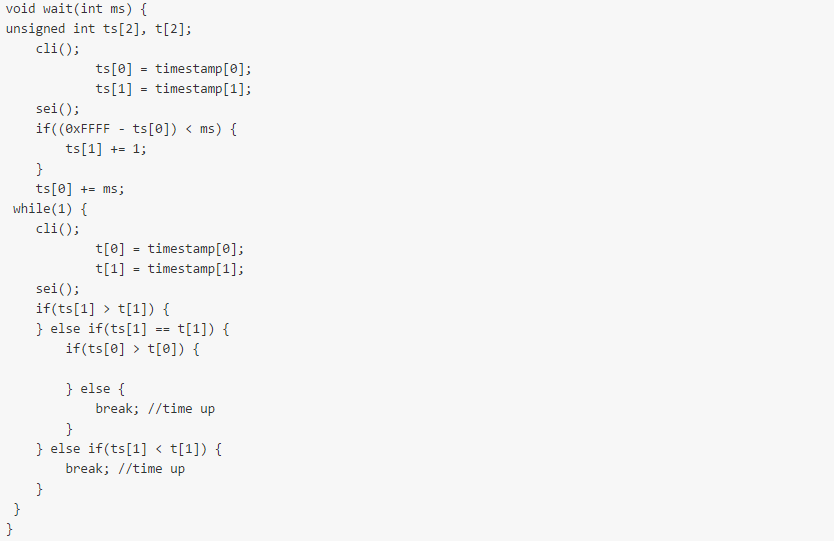 void wait(int ms) {
unsigned int ts[2], t[2];
    cli();
            ts[0] = timestamp[0];
            ts[1] = timestamp[1];
    sei();
    if((0xFFFF - ts[0]) < ms) {
        ts[1] += 1;
    }
    ts[0] += ms;
 while(1) {
    cli();
            t[0] = timestamp[0];
            t[1] = timestamp[1];
    sei();
    if(ts[1] > t[1]) {
    } else if(ts[1] == t[1]) {
        if(ts[0] > t[0]) {

        } else {
            break; //time up
        }
    } else if(ts[1] < t[1]) {
        break; //time up
    }
 }
}